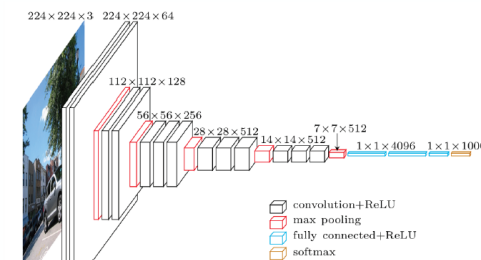 224×224×3
224×224×64
112×112×128
56×56×256
28×28×512
14×14×512
7×7×512
1×1×4096
1×1×1000
convolution+ReLU
max pooling
fully connected+ReLU
softmax